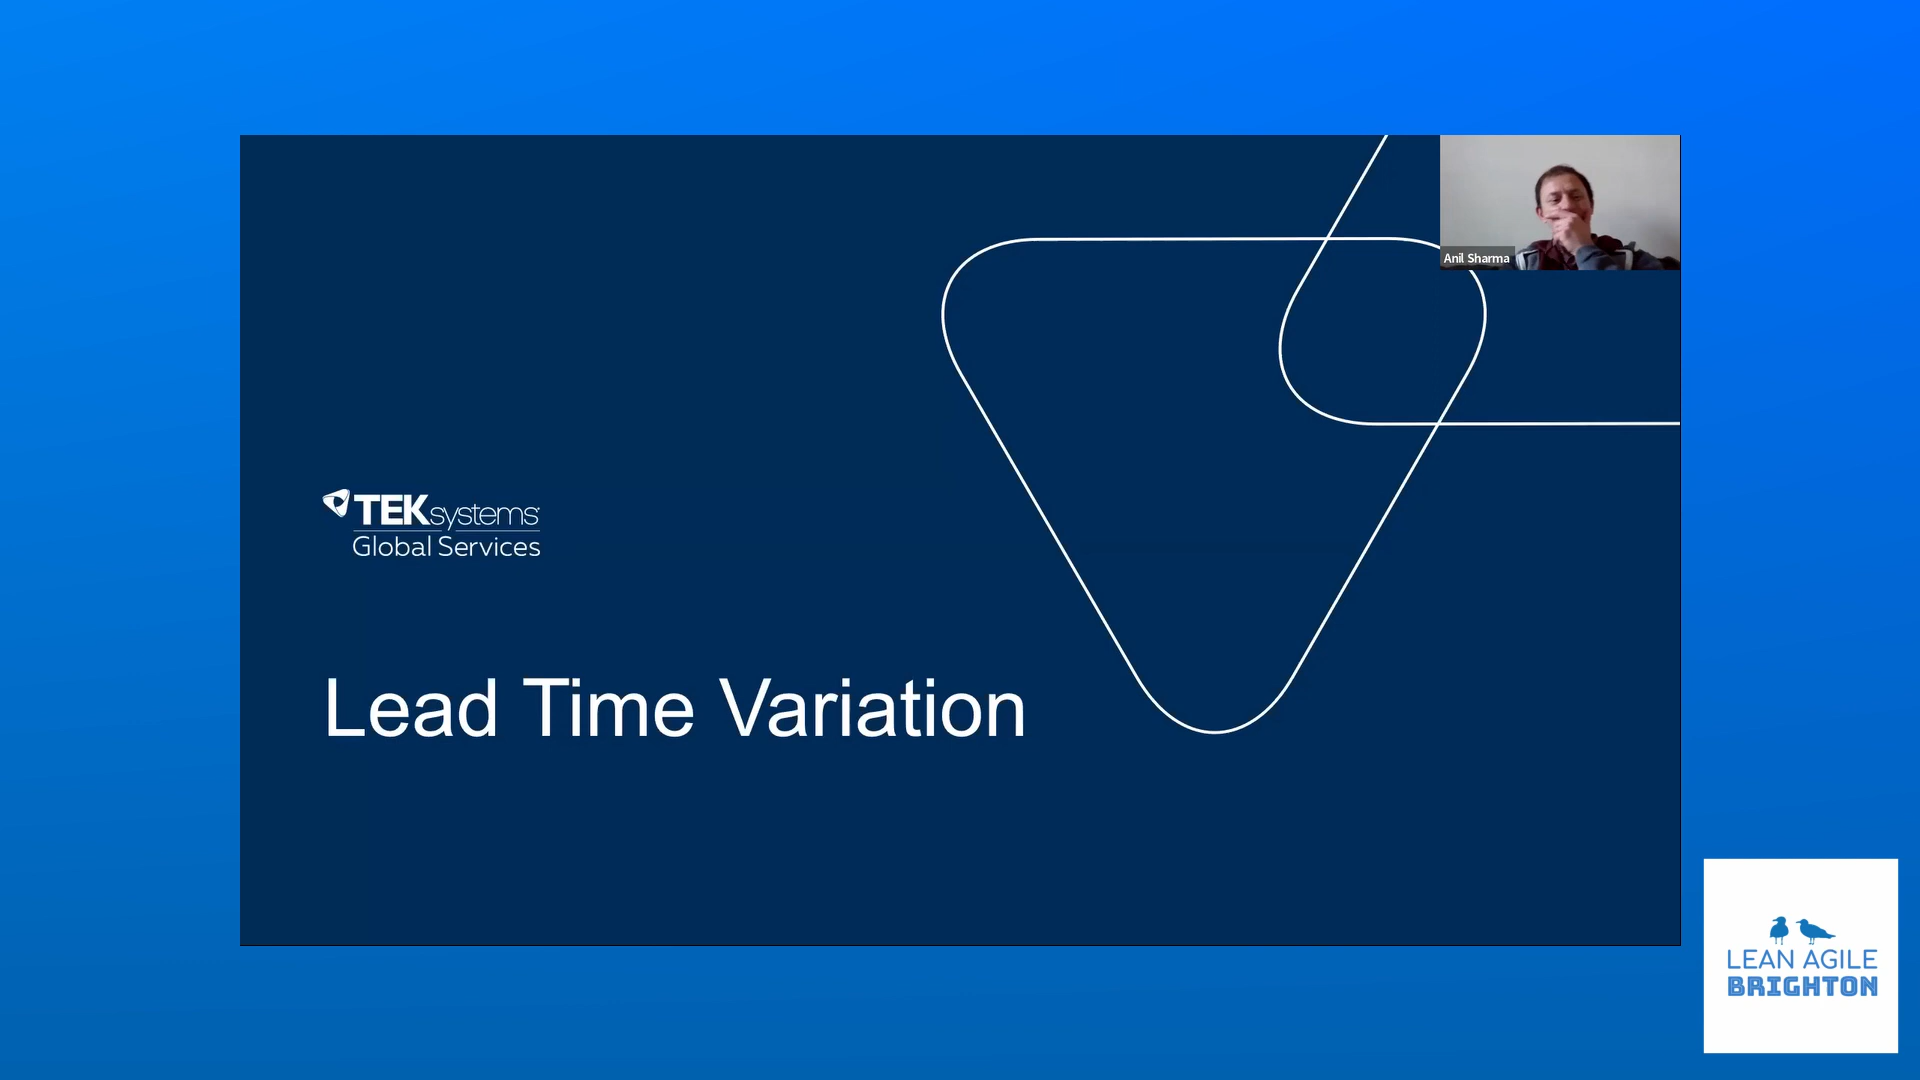 Anil Sharma
TEKsystems
Global Services
Lead Time Variation
LEAN AGILE
BRIGHTON